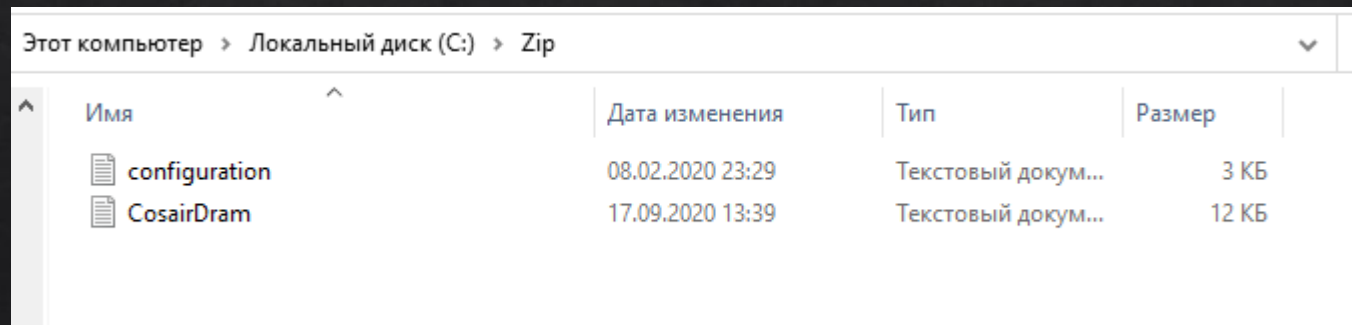 Этот компьютер > Локальный диск (C:) > Zip
Имя Дата изменения Тип Размер
configuration 08.02.2020 23:29 Текстовый докум... 3 КБ
CosairDram 17.09.2020 13:39 Текстовый докум... 12 КБ